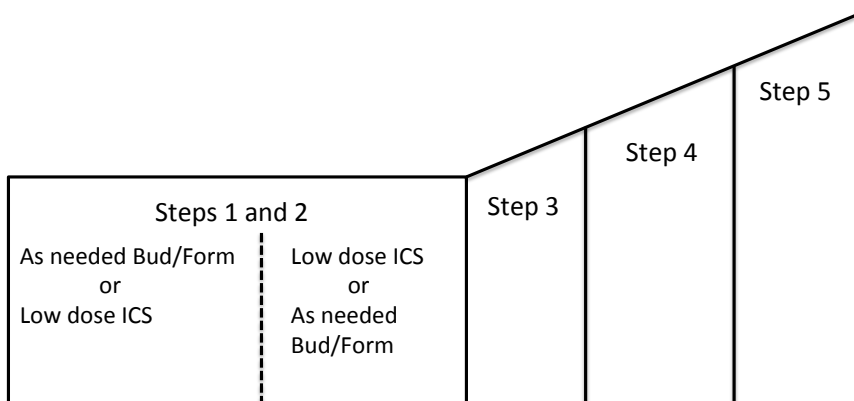 Steps 1 and 2
As needed Bud/Form
or
Low dose ICS
Low dose ICS
or
As needed
Bud/Form
Step 3
Step 4
Step 5